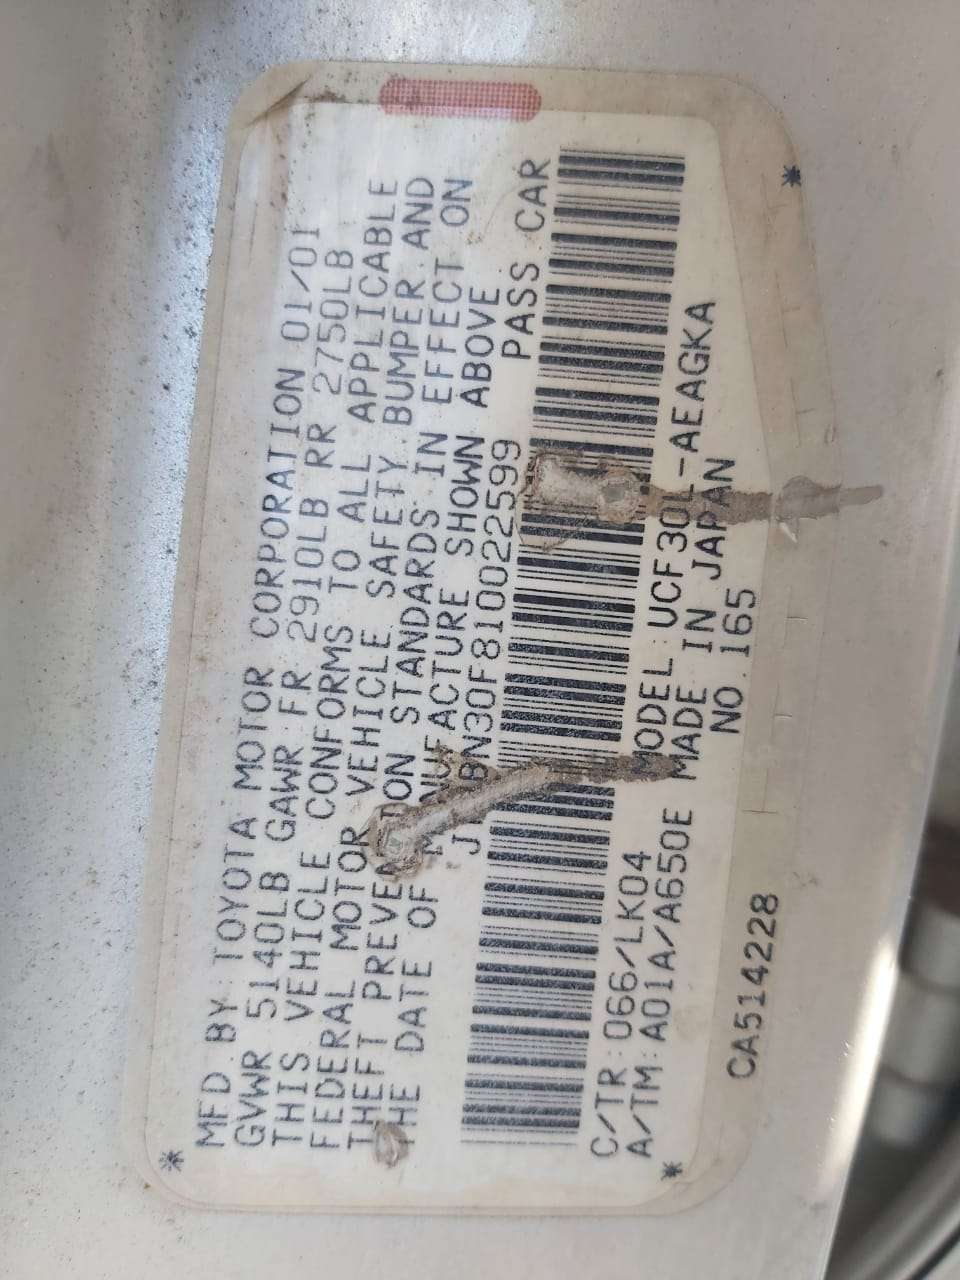 MFD BY: TOYOTA MOTOR CORPORATION 01/01
GVWR 5140LB GAWR FR 2910LB RR 2750LB
THIS VEHICLE CONFORMS TO ALL APPLICABLE
FEDERAL MOTOR VEHICLE SAFETY, BUMPER AND
THEFT STANDARDS IN EFFECT ON
THE DATE OF MANUFACTURE SHOWN ABOVE
PASS CAR
C/TR: 066/LK04 MODEL: UCF30L-AEAGKA
A/TM: A01A/A650E MADE IN JAPAN
NO. 165
CA514228